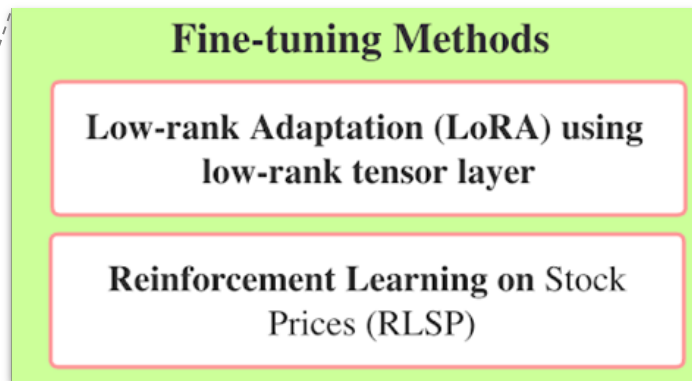 Fine-tuning Methods
Low-rank Adaptation (LoRA) using
low-rank tensor layer
Reinforcement Learning on Stock
Prices (RLSP)